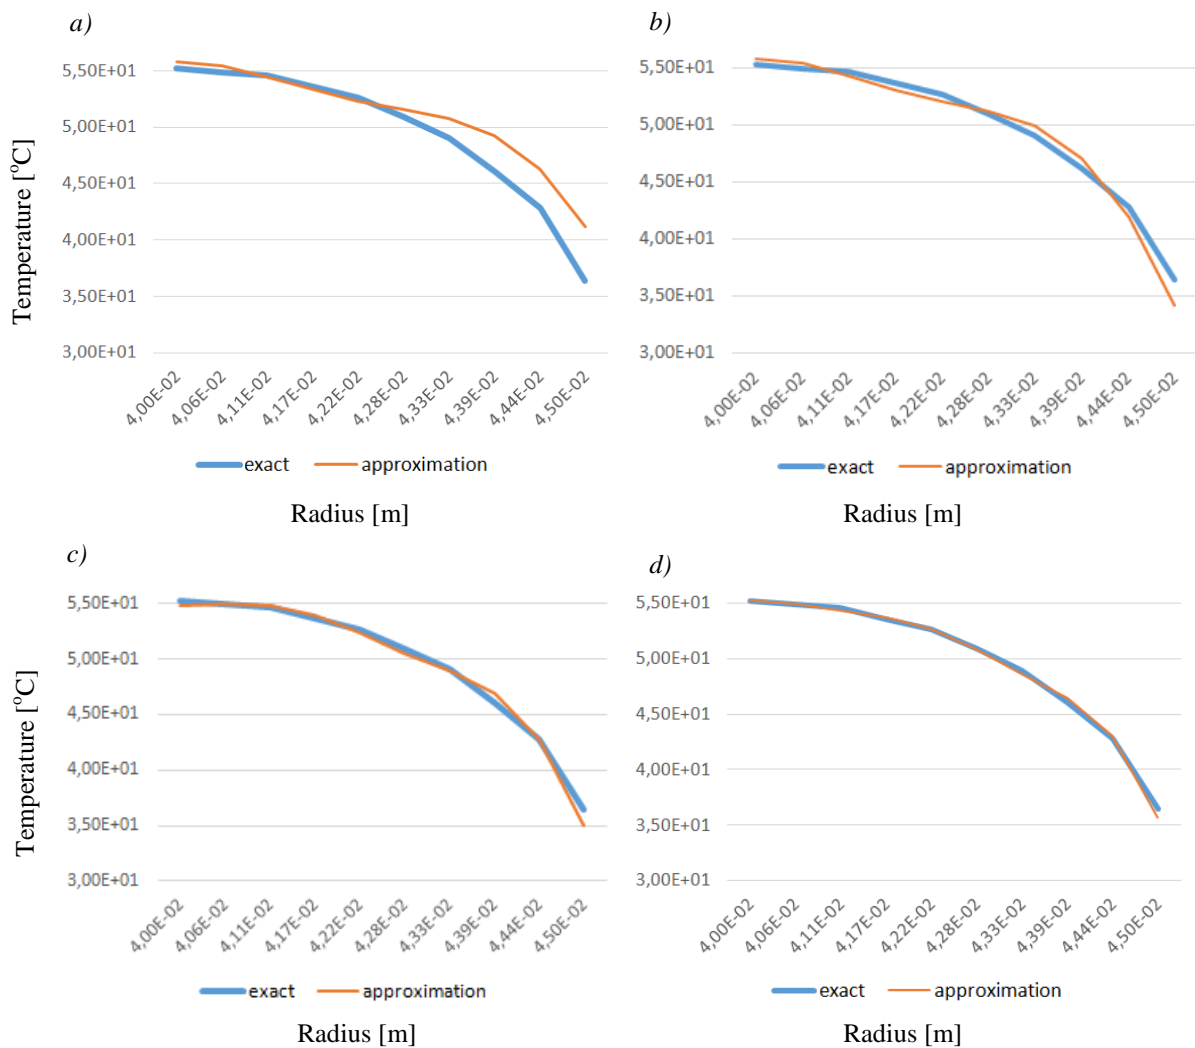 a)
Temperature [°C]
5,50E+01
5,00E+01
4,50E+01
4,00E+01
3,50E+01
3,00E+01
4,00E-02
4,06E-02
4,11E-02
4,17E-02
4,22E-02
4,28E-02
4,33E-02
4,39E-02
4,44E-02
4,50E-02
exact approximation
Radius [m]
b)
5,50E+01
5,00E+01
4,50E+01
4,00E+01
3,50E+01
3,00E+01
4,00E-02
4,06E-02
4,11E-02
4,17E-02
4,22E-02
4,28E-02
4,33E-02
4,39E-02
4,44E-02
4,50E-02
exact approximation
Radius [m]
c)
Temperature [°C]
5,50E+01
5,00E+01
4,50E+01
4,00E+01
3,50E+01
3,00E+01
4,00E-02
4,06E-02
4,11E-02
4,17E-02
4,22E-02
4,28E-02
4,33E-02
4,39E-02
4,44E-02
4,50E-02
exact approximation
Radius [m]
d)
5,50E+01
5,00E+01
4,50E+01
4,00E+01
3,50E+01
3,00E+01
4,00E-02
4,06E-02
4,11E-02
4,17E-02
4,22E-02
4,28E-02
4,33E-02
4,39E-02
4,44E-02
4,50E-02
exact approximation
Radius [m]